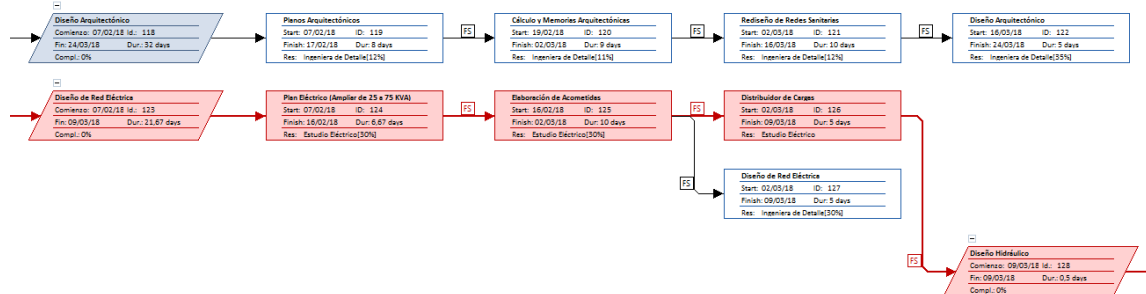 Diseño Arquitectónico
Comienzo: 07/02/18 Id.: 118
Fin: 24/03/18 Dur.: 32 days
Compl.: 0%
Planos Arquitectónicos
Start: 07/02/18 ID: 119
Finish: 17/02/18 Dur: 8 days
Res: Ingeniera de Detalle[12%]
FS
Cálculo y Memorias Arquitectónicas
Start: 19/02/18 ID: 120
Finish: 02/03/18 Dur: 9 days
Res: Ingeniera de Detalle[11%]
FS
Rediseño de Redes Sanitarias
Start: 02/03/18 ID: 121
Finish: 16/03/18 Dur: 10 days
Res: Ingeniera de Detalle[12%]
FS
Diseño Arquitectónico
Start: 16/03/18 ID: 122
Finish: 24/03/18 Dur: 5 days
Res: Ingeniera de Detalle[35%]
Diseño de Red Eléctrica
Comienzo: 07/02/18 Id.: 123
Fin: 09/03/18 Dur.: 21,67 days
Compl.: 0%
Plan Eléctrico (Ampliar de 25 a 75 KVA)
Start: 07/02/18 ID: 124
Finish: 16/02/18 Dur: 6,67 days
Res: Estudio Eléctrico[30%]
FS
Elaboración de Acometidas
Start: 16/02/18 ID: 125
Finish: 02/03/18 Dur: 10 days
Res: Estudio Eléctrico[30%]
FS
Distribuidor de Cargas
Start: 02/03/18 ID: 126
Finish: 09/03/18 Dur: 5 days
Res: Estudio Eléctrico
FS
Diseño de Red Eléctrica
Start: 02/03/18 ID: 127
Finish: 09/03/18 Dur: 5 days
Res: Ingeniera de Detalle[30%]
FS
Diseño Hidráulico
Comienzo: 09/03/18 Id.: 128
Fin: 09/03/18 Dur.: 0,5 days
Compl.: 0%